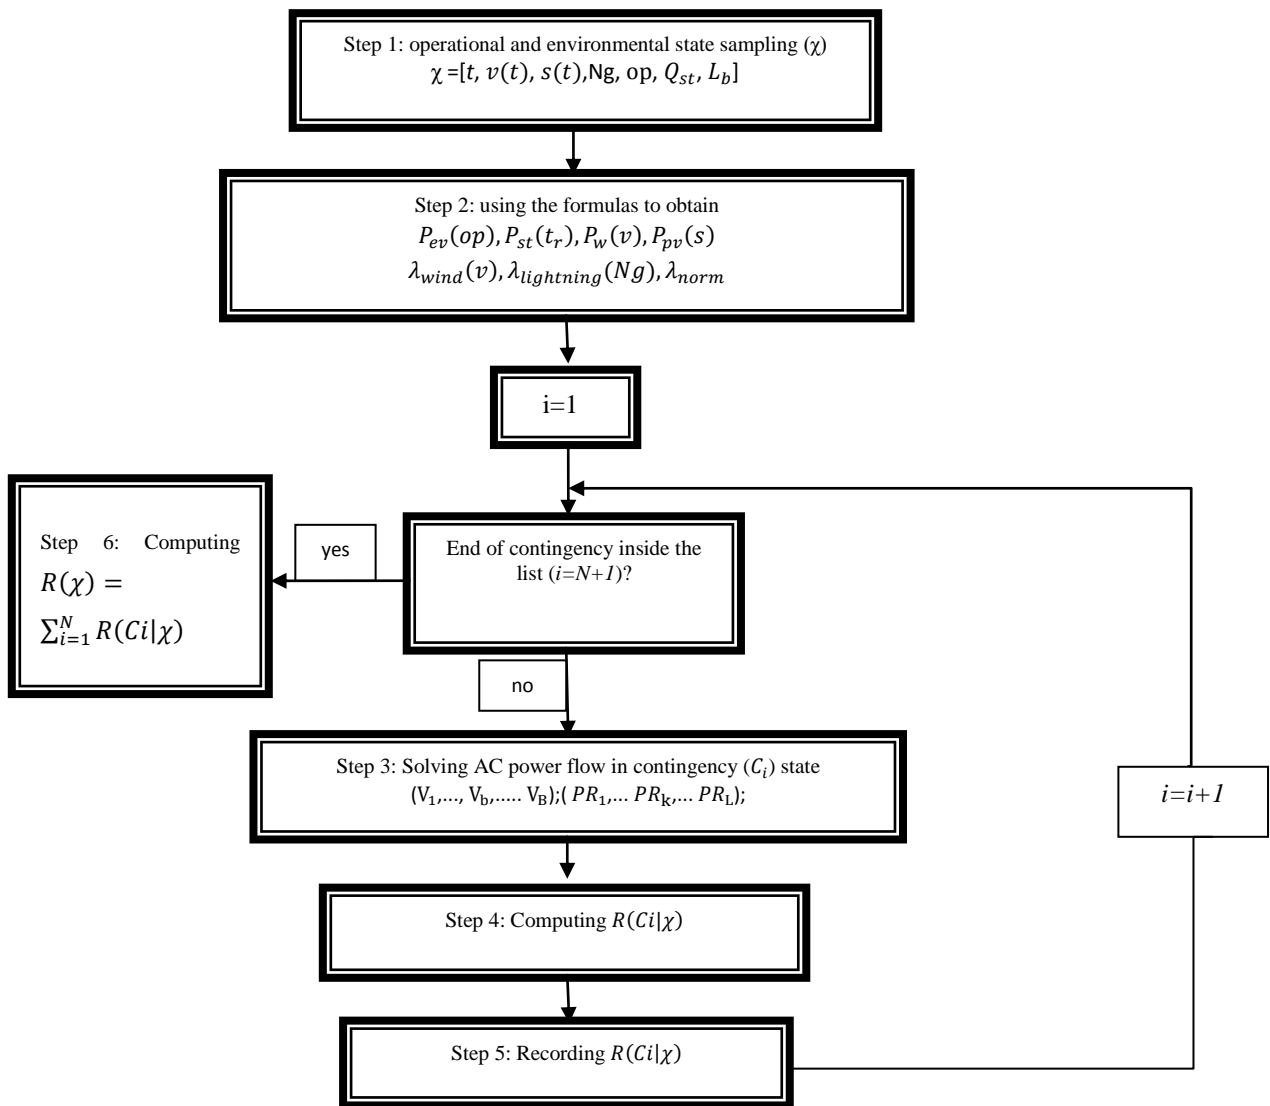 Step 1: operational and environmental state sampling (χ)
χ =[t, v(t), s(t),Ng, op, Q_st, L_b]
Step 2: using the formulas to obtain
P_ev(op), P_st(t_r), P_w(v), P_pv(s)
λ_wind(v), λ_lightning(Ng), λ_norm
i=1
End of contingency inside the
list (i=N+1)?
yes
Step 6: Computing
R(χ) =
∑_{i=1}^{N} R(Ci|χ)
no
Step 3: Solving AC power flow in contingency (C_i) state
(V_1,..., V_b,..... V_B);( PR_1,... PR_k,... PR_L);
i=i+1
Step 4: Computing R(Ci|χ)
Step 5: Recording R(Ci|χ)